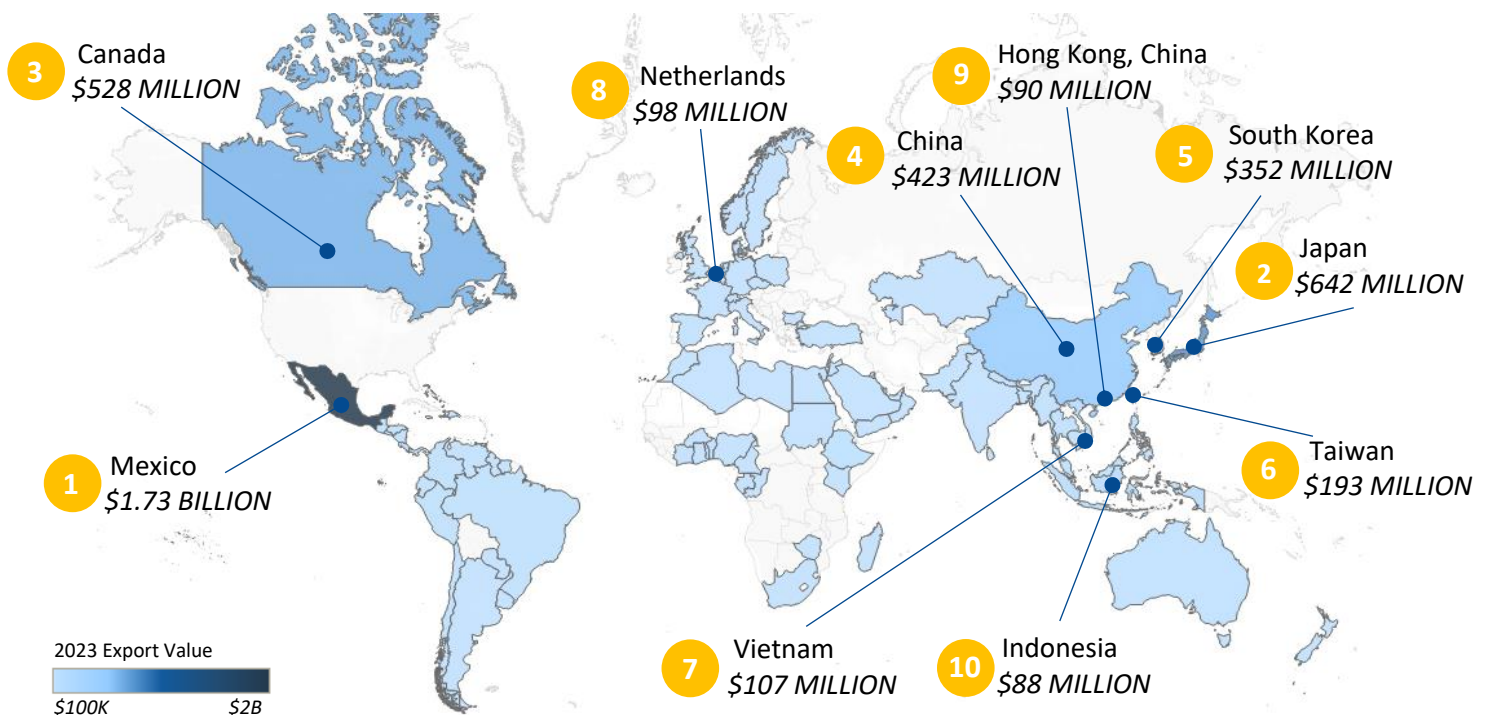 3
Canada
$528 MILLION
8
Netherlands
$98 MILLION
9
Hong Kong, China
$90 MILLION
4
China
$423 MILLION
5
South Korea
$352 MILLION
2
Japan
$642 MILLION
1
Mexico
$1.73 BILLION
6
Taiwan
$193 MILLION
7
Vietnam
$107 MILLION
10
Indonesia
$88 MILLION
2023 Export Value
$100K
$2B